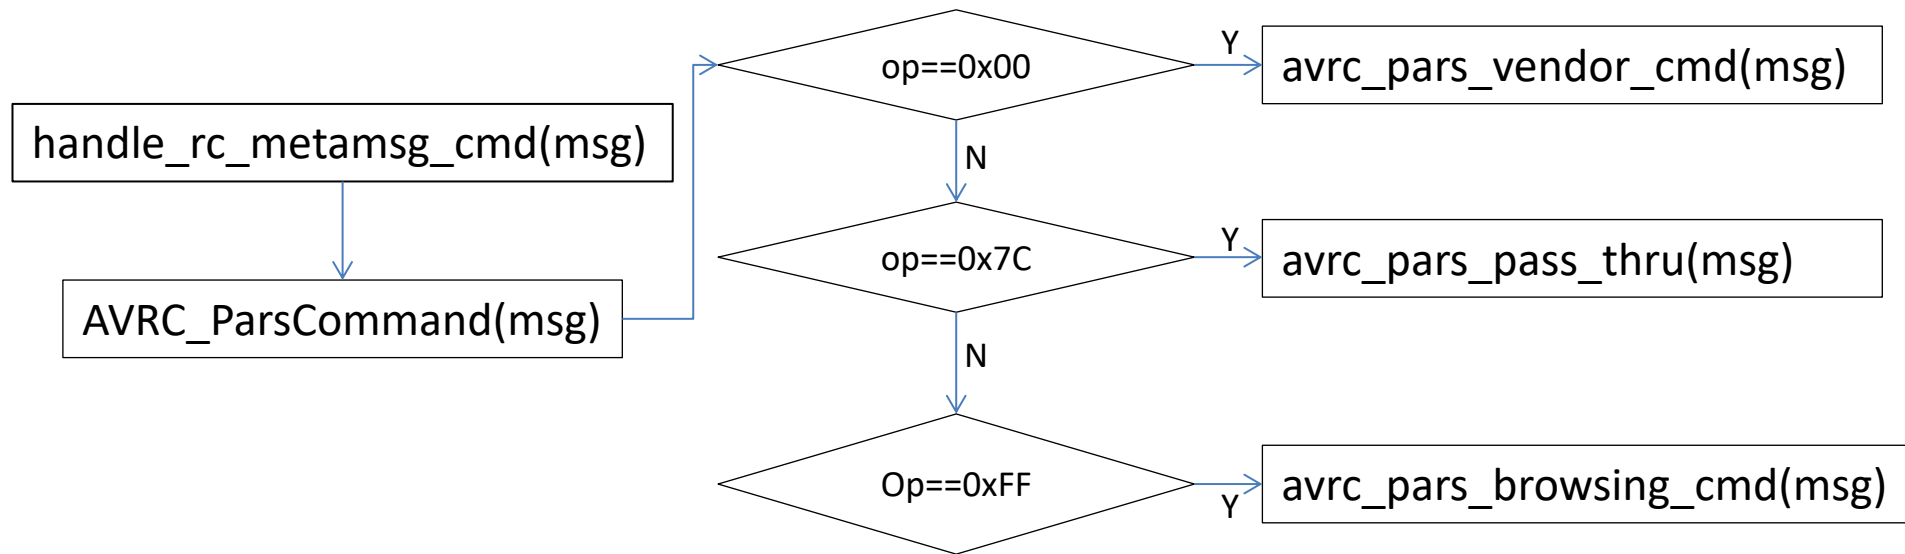 handle_rc_metamsg_cmd(msg)
AVRC_ParsCommand(msg)
op==0x00
Y
avrc_pars_vendor_cmd(msg)
N
op==0x7C
Y
avrc_pars_pass_thru(msg)
N
Op==0xFF
Y
avrc_pars_browsing_cmd(msg)